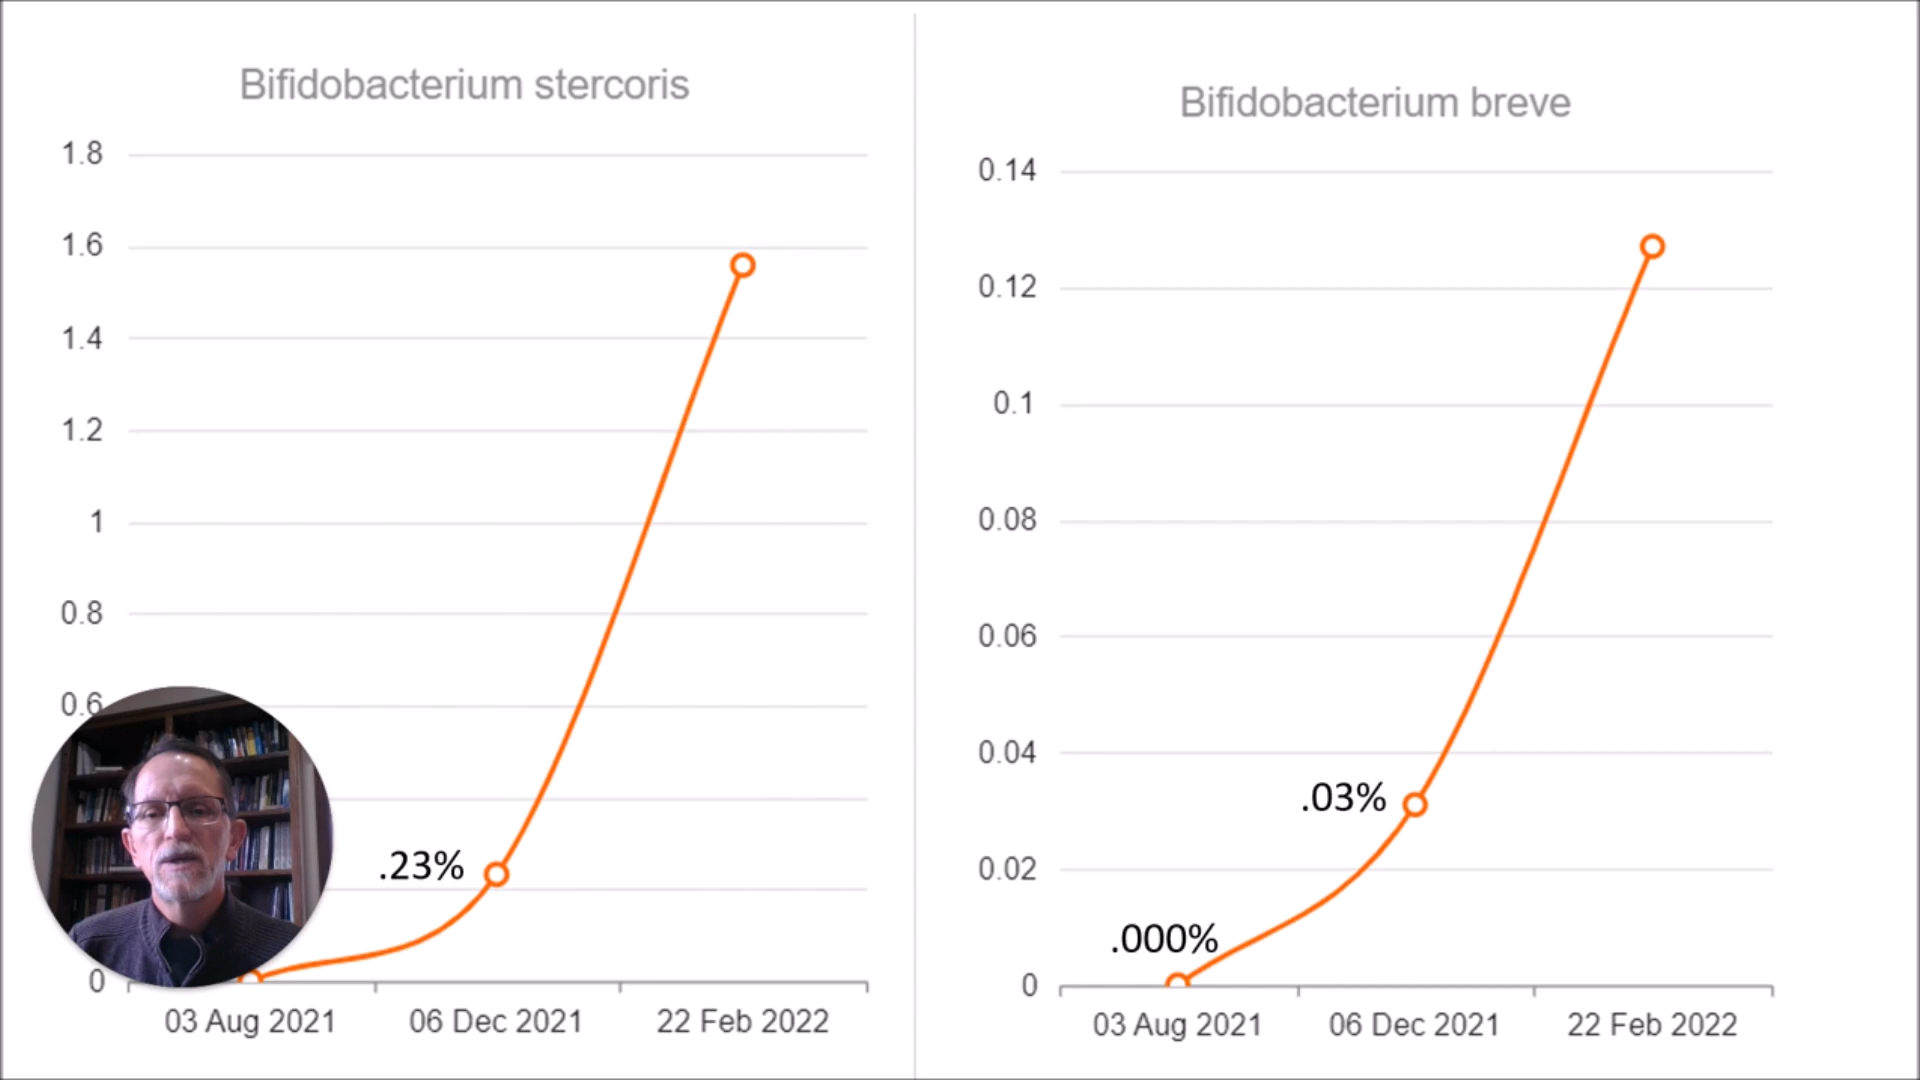 Bifidobacterium stercoris
1.8
1.6
1.4
1.2
1
0.8
0.6
0
.23%
03 Aug 2021
06 Dec 2021
22 Feb 2022
Bifidobacterium breve
0.14
0.12
0.1
0.08
0.06
0.04
0.02
0
.03%
.000%
03 Aug 2021
06 Dec 2021
22 Feb 2022